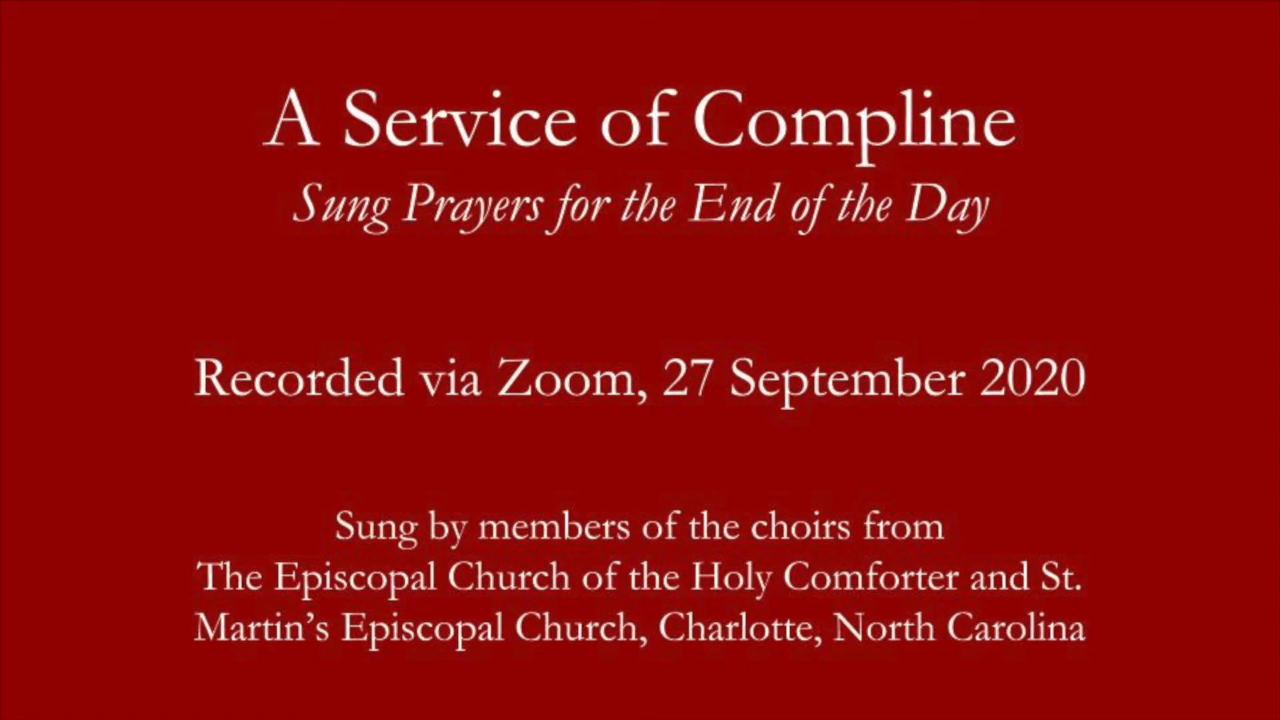 A Service of Compline
Sung Prayers for the End of the Day
Recorded via Zoom, 27 September 2020
Sung by members of the choirs from
The Episcopal Church of the Holy Comforter and St.
Martin’s Episcopal Church, Charlotte, North Carolina